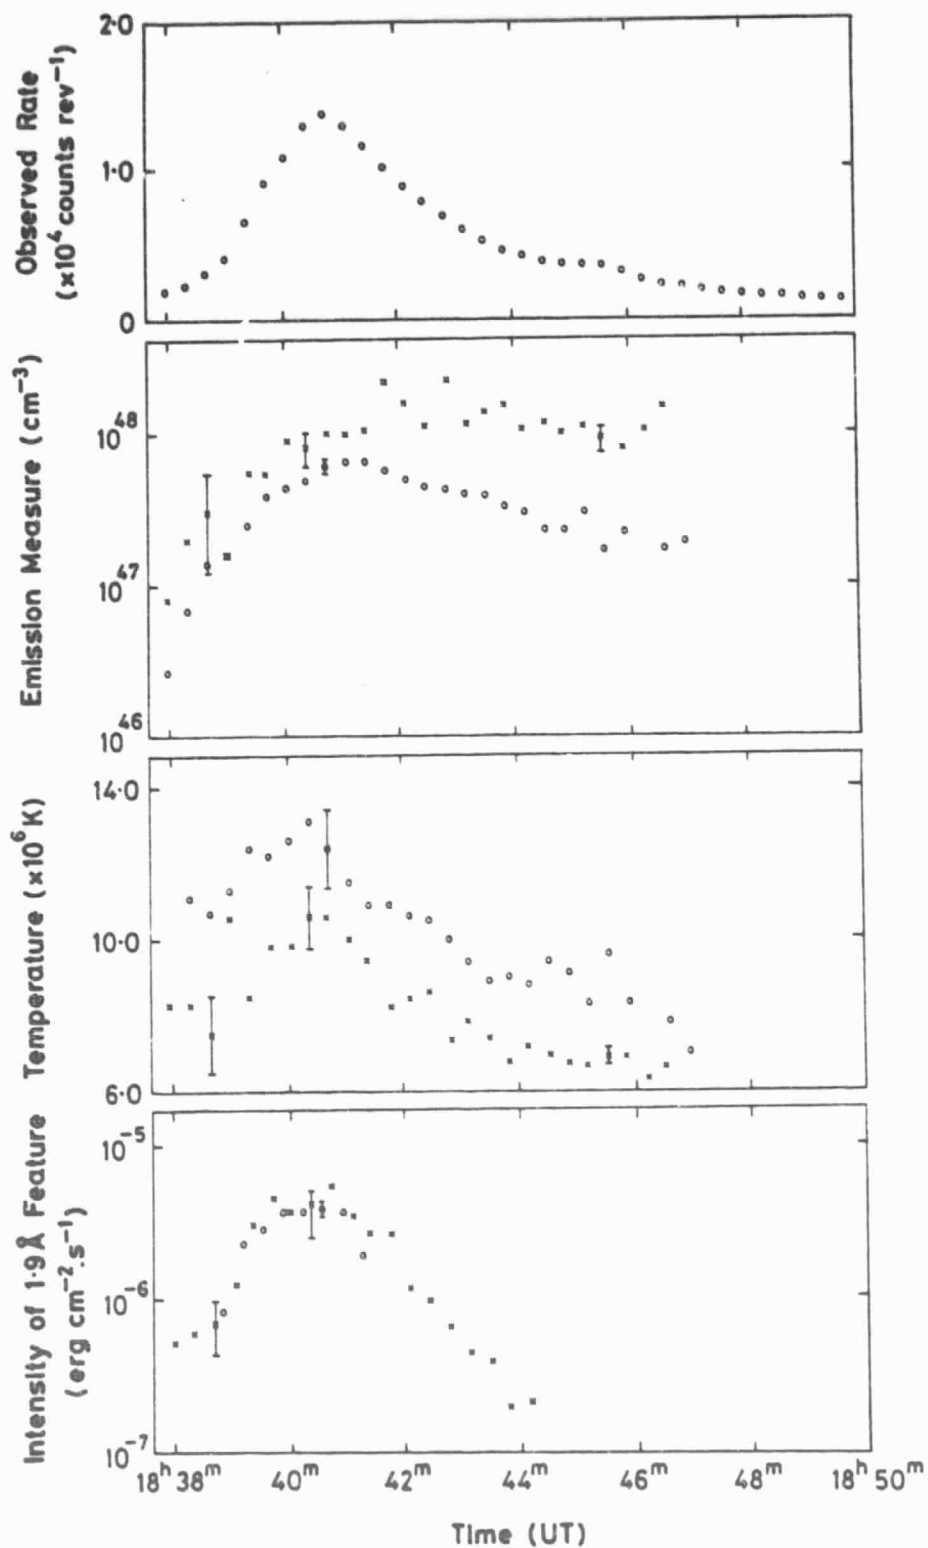 Observed Rate
(x10⁴ counts rev⁻¹)
2·0
1·0
0
Emission Measure (cm⁻³)
10⁴⁸
10⁴⁷
10⁴⁶
Temperature (x10⁶ K)
14·0
10·0
6·0
Intensity of 1·9Å Feature
(erg cm⁻².s⁻¹)
10⁻⁵
10⁻⁶
10⁻⁷
18ʰ 38ᵐ 40ᵐ 42ᵐ 44ᵐ 46ᵐ 48ᵐ 18ʰ 50ᵐ
Time (UT)